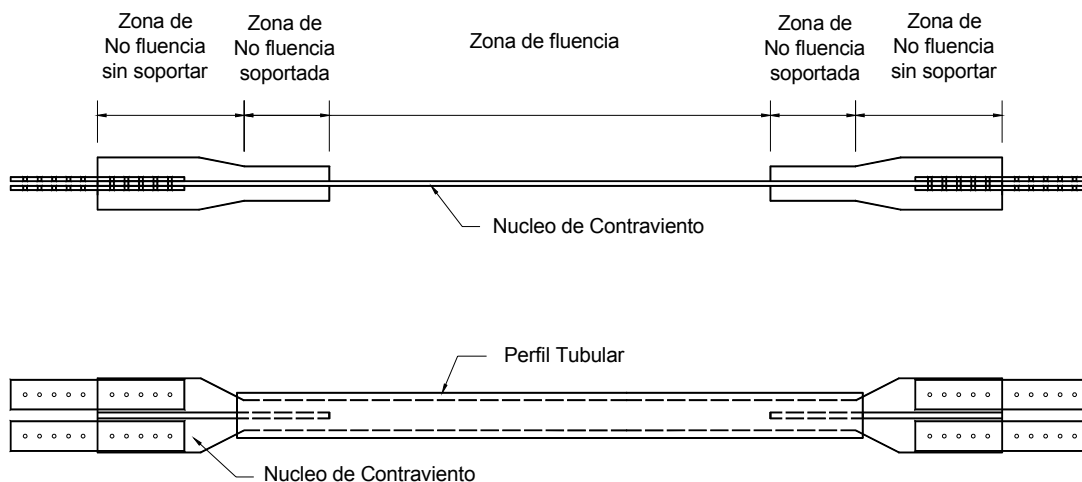 Zona de
No fluencia
sin soportar
Zona de
No fluencia
soportada
Zona de fluencia
Zona de
No fluencia
soportada
Zona de
No fluencia
sin soportar
Nucleo de Contraviento
Perfil Tubular
Nucleo de Contraviento